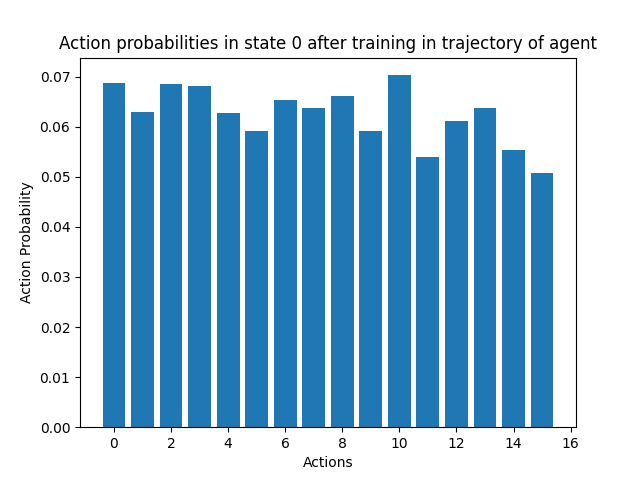 Action probabilities in state 0 after training in trajectory of agent
0.07
0.06
0.05
0.04
0.03
0.02
0.01
0.00
Action Probability
0 2 4 6 8 10 12 14 16
Actions